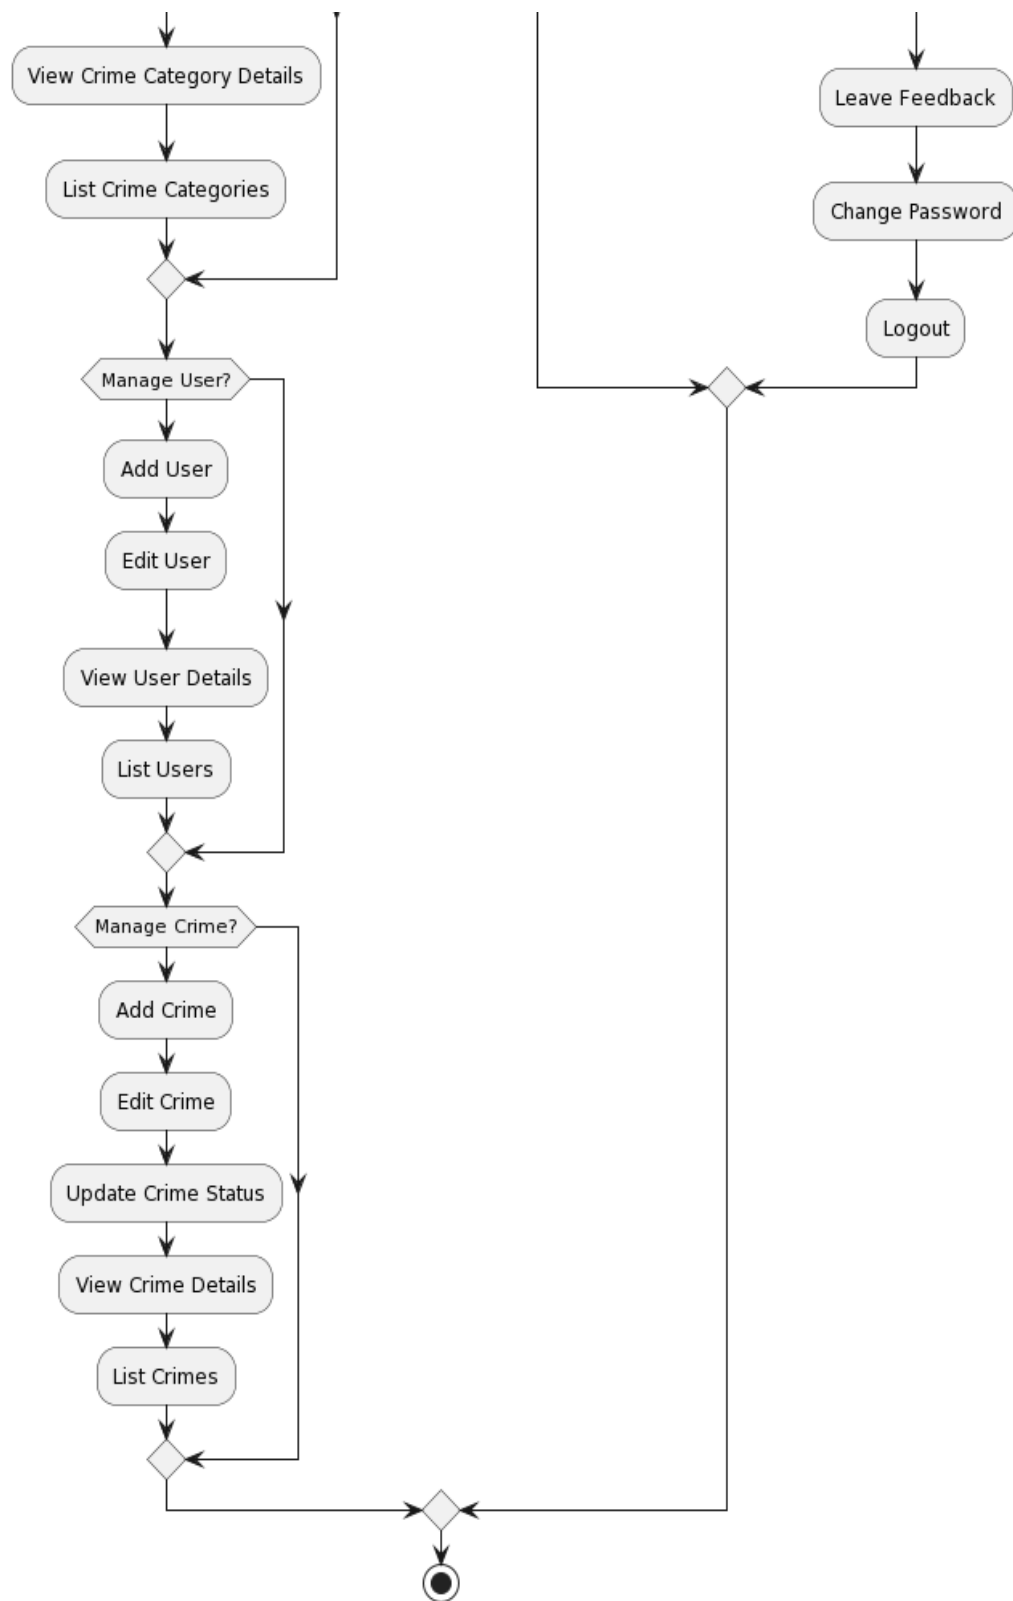 View Crime Category Details
List Crime Categories
Manage User?
Add User
Edit User
View User Details
List Users
Manage Crime?
Add Crime
Edit Crime
Update Crime Status
View Crime Details
List Crimes
Leave Feedback
Change Password
Logout